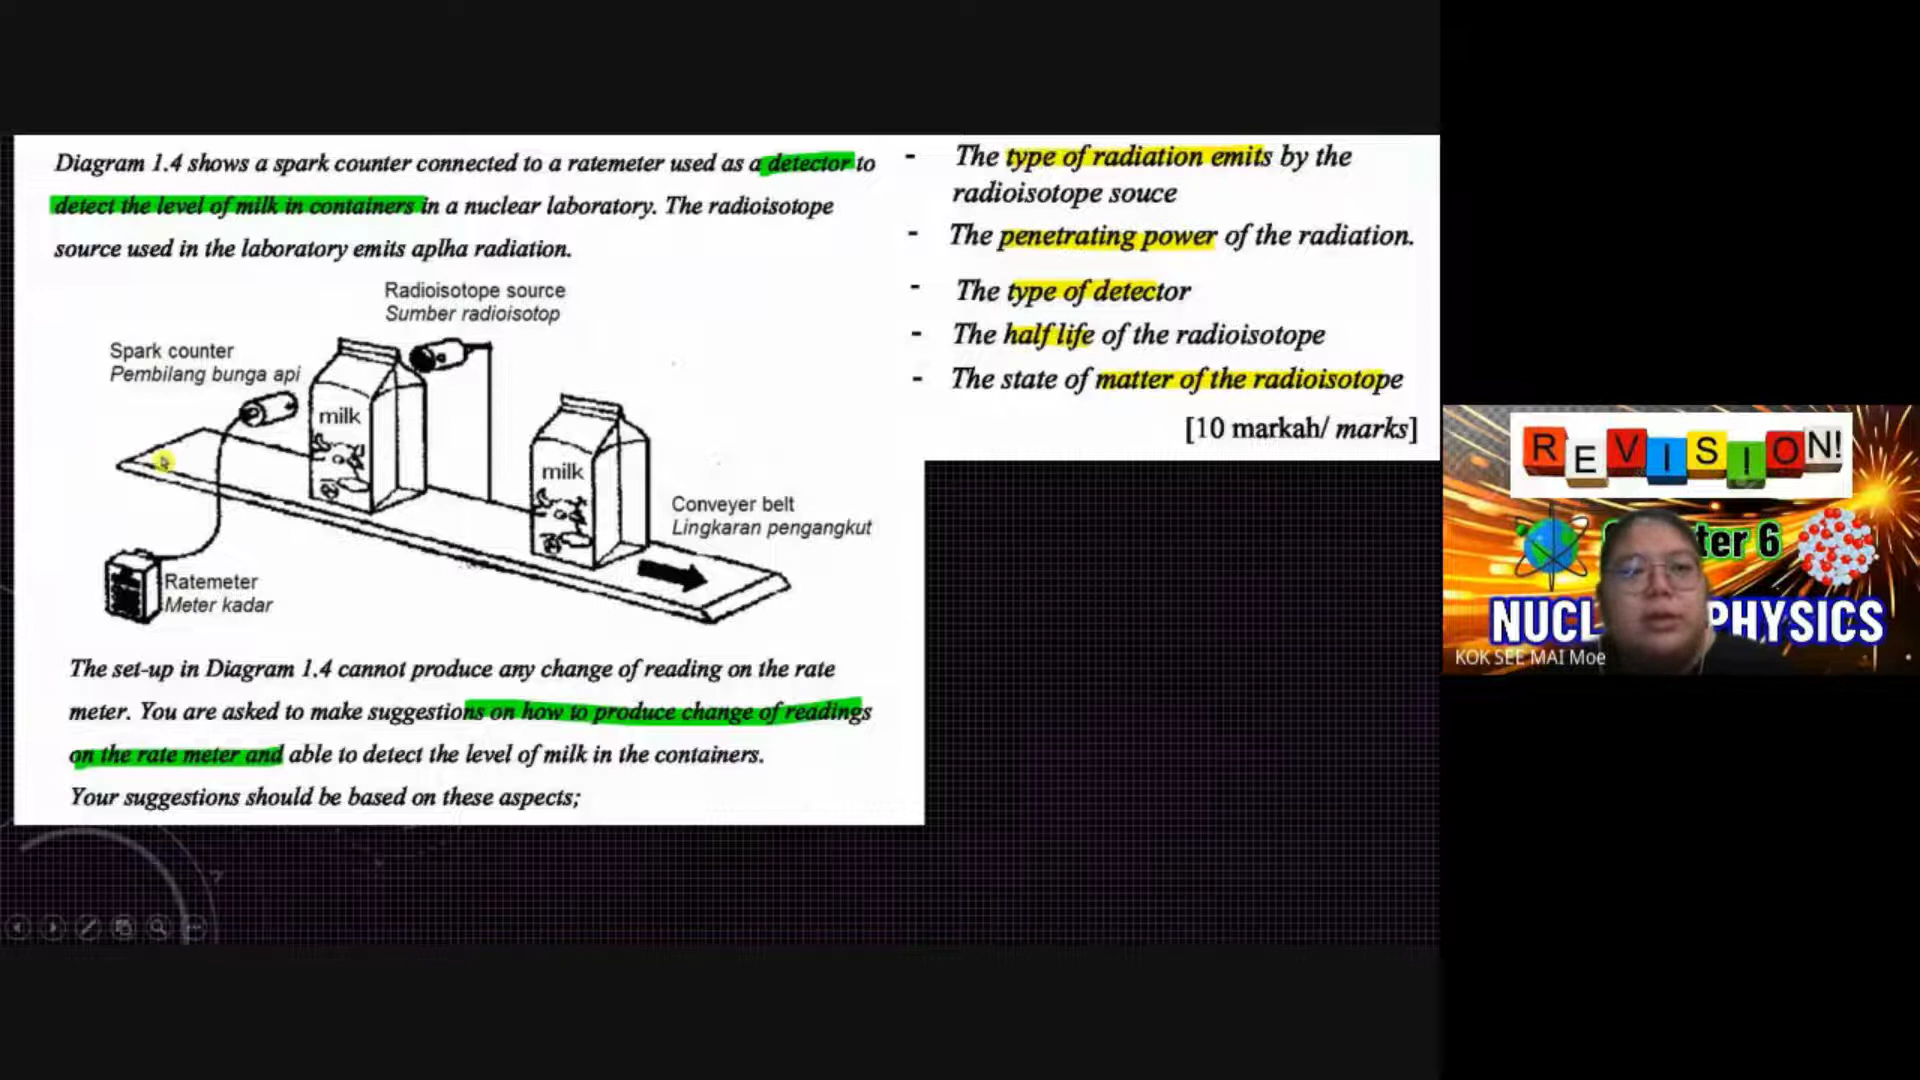 Diagram 1.4 shows a spark counter connected to a ratemeter used as a detector to
detect the level of milk in containers in a nuclear laboratory. The radioisotope
source used in the laboratory emits aplha radiation.
Radioisotope source
Sumber radioisotop
Spark counter
Pembilang bunga api
milk
milk
Conveyer belt
Lingkaran pengangkut
Ratemeter
Meter kadar
The set-up in Diagram 1.4 cannot produce any change of reading on the rate
meter. You are asked to make suggestions on how to produce change of readings
on the rate meter and able to detect the level of milk in the containers.
Your suggestions should be based on these aspects;
- The type of radiation emits by the
radioisotope souce
- The penetrating power of the radiation.
- The type of detector
- The half life of the radioisotope
- The state of matter of the radioisotope
[10 markah/ marks]
REVISION!
ter 6
NUCL PHYSICS
KOK SEE MAI Moe